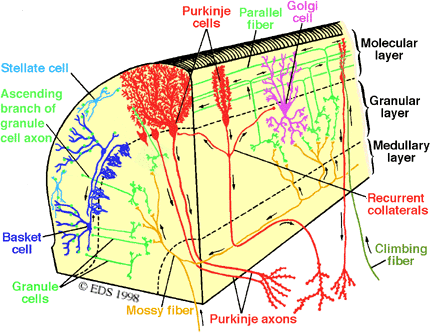 Purkinje
cells
Parallel
fiber
Golgi
cell
Molecular
layer
Stellate cell
Ascending
branch of
granule
cell axon
Granular
layer
Medullary
layer
Recurrent
collaterals
Basket
cell
Climbing
fiber
Granule
cells
© EDS 1998
Mossy fiber
Purkinje axons